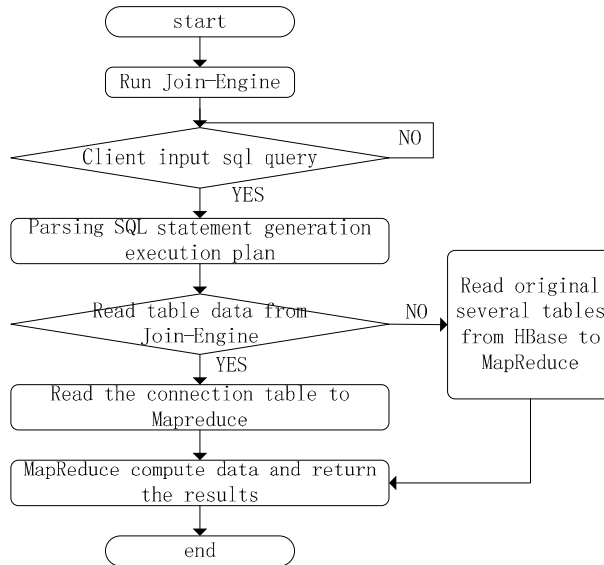 start
Run Join-Engine
NO
Client input sql query
YES
Parsing SQL statement generation
execution plan
Read table data from
Join-Engine
NO
Read original
several tables
from HBase to
MapReduce
YES
Read the connection table to
Mapreduce
MapReduce compute data and return
the results
end